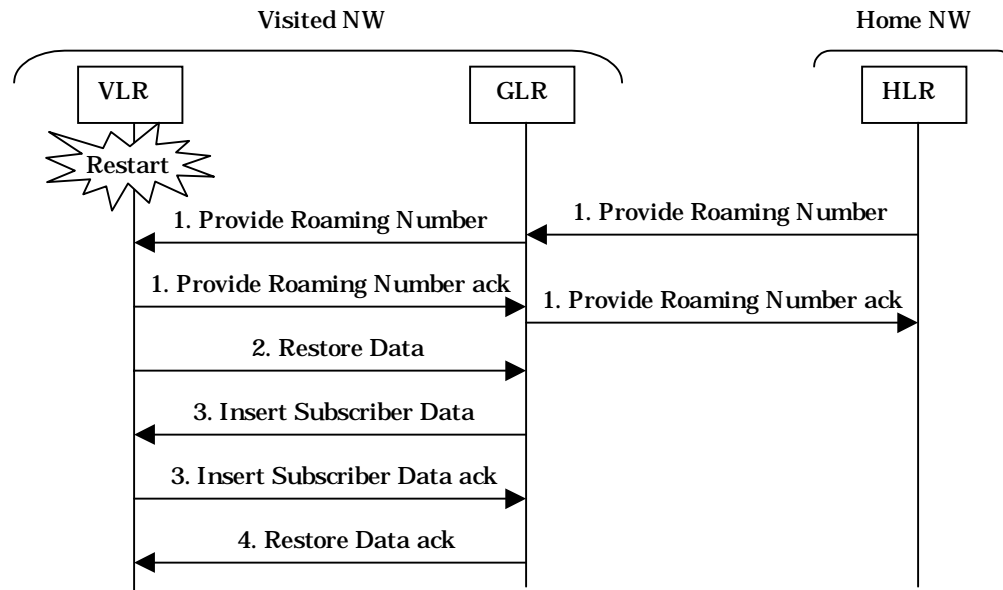 Visited NW
Home NW
VLR
GLR
HLR
Restart
1. Provide Roaming Number
1. Provide Roaming Number
1. Provide Roaming Number ack
1. Provide Roaming Number ack
2. Restore Data
3. Insert Subscriber Data
3. Insert Subscriber Data ack
4. Restore Data ack